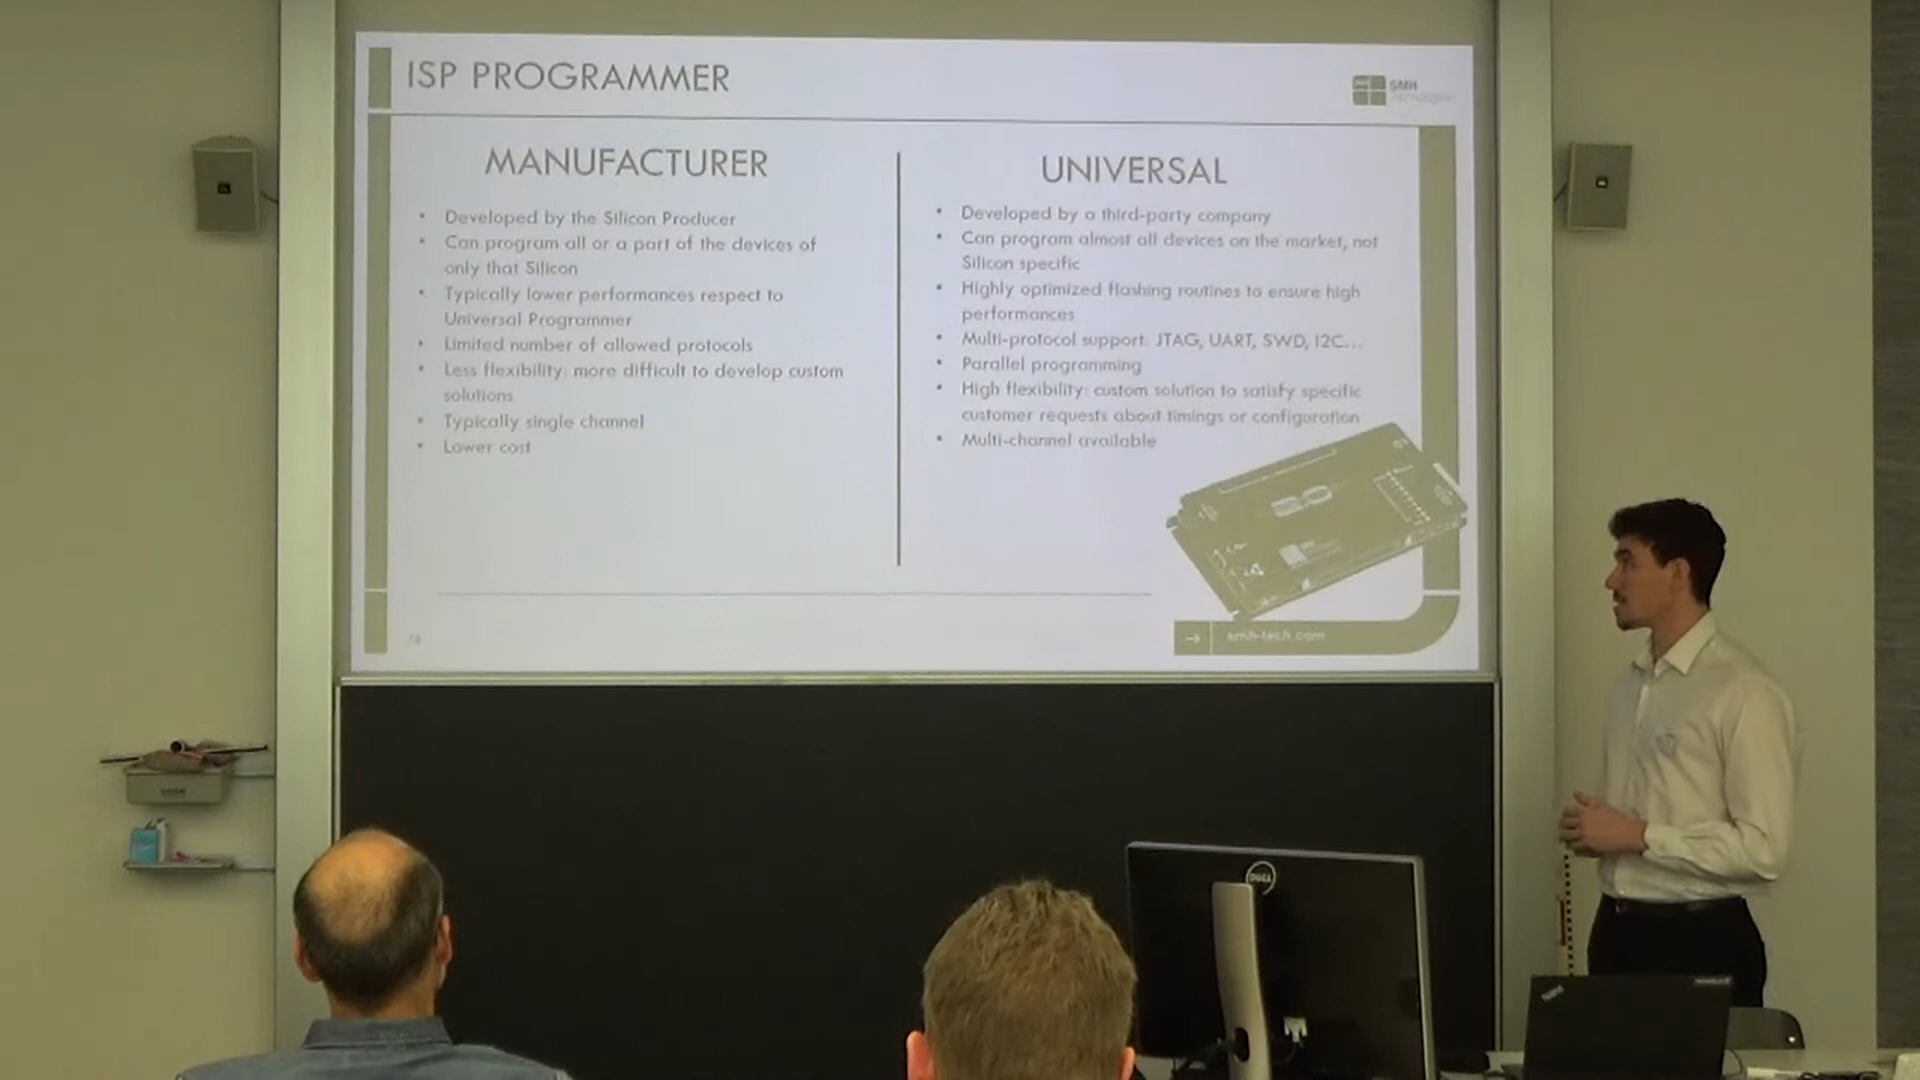 ISP PROGRAMMER
SMH
MANUFACTURER
• Developed by the Silicon Producer
• Can program all or a part of the devices of
only that Silicon
• Typically lower performances respect to
Universal Programmer
• Limited number of allowed protocols
• Less flexibility: more difficult to develop custom
solutions
• Typically single channel
• Lower cost
UNIVERSAL
• Developed by a third-party company
• Can program almost all devices on the market, not
Silicon specific
• Highly optimized flashing routines to ensure high
performances
• Multi-protocol support: JTAG, UART, SWD, I2C...
• Parallel programming
• High flexibility: custom solution to satisfy specific
customer requests about timings or configuration
• Multi-channel available
→ smh-tech.com
DELL